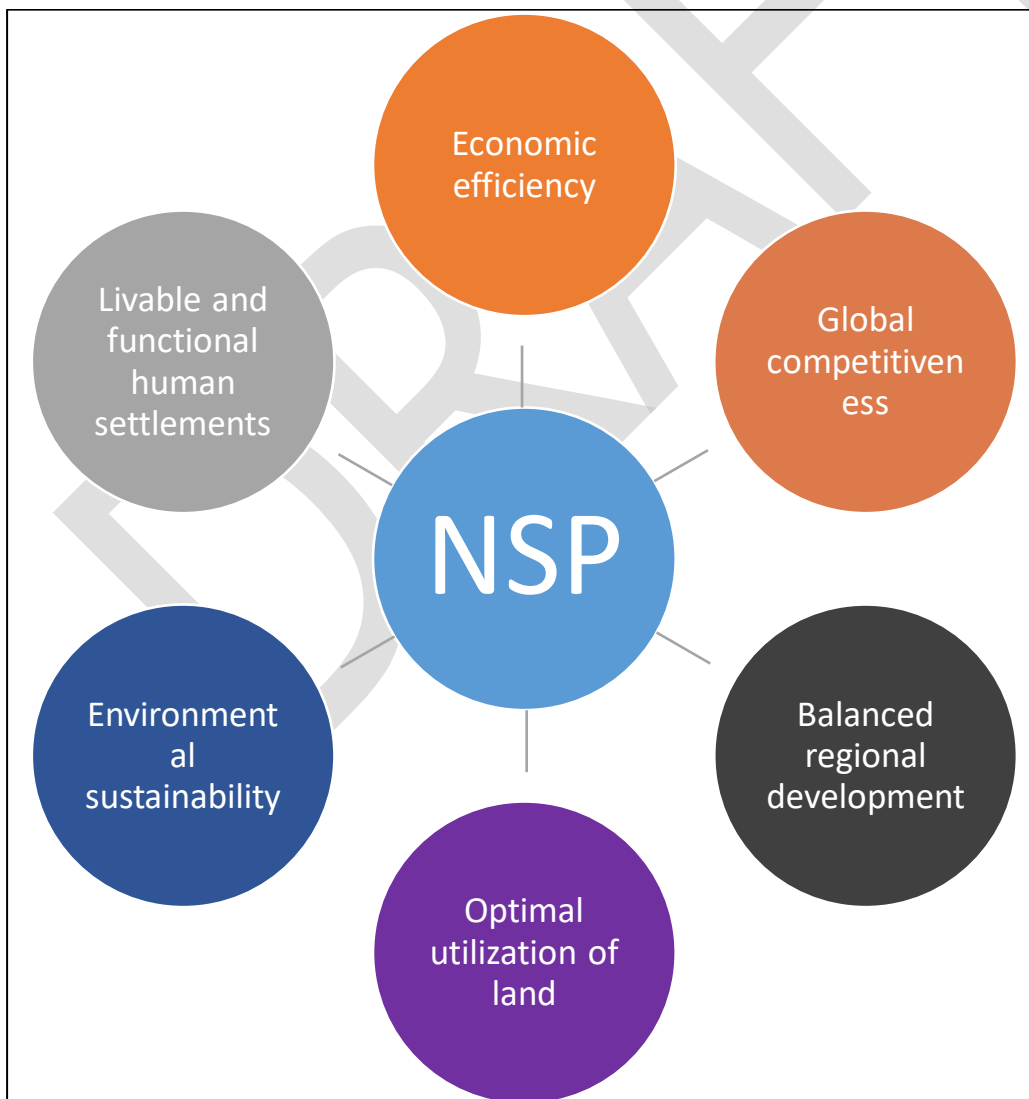 Economic
efficiency
Global
competitiven
ess
Balanced
regional
development
Optimal
utilization of
land
Environment
al
sustainability
Livable and
functional
human
settlements
NSP
DRAFT